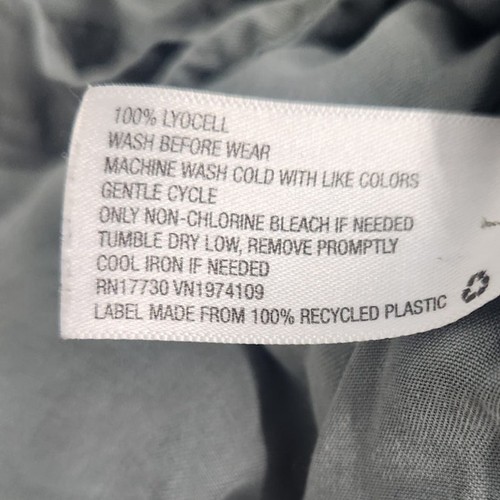 100% LYOCELL
WASH BEFORE WEAR
MACHINE WASH COLD WITH LIKE COLORS
GENTLE CYCLE
ONLY NON-CHLORINE BLEACH IF NEEDED
TUMBLE DRY LOW, REMOVE PROMPTLY
COOL IRON IF NEEDED
RN17730 VN1974109
LABEL MADE FROM 100% RECYCLED PLASTIC